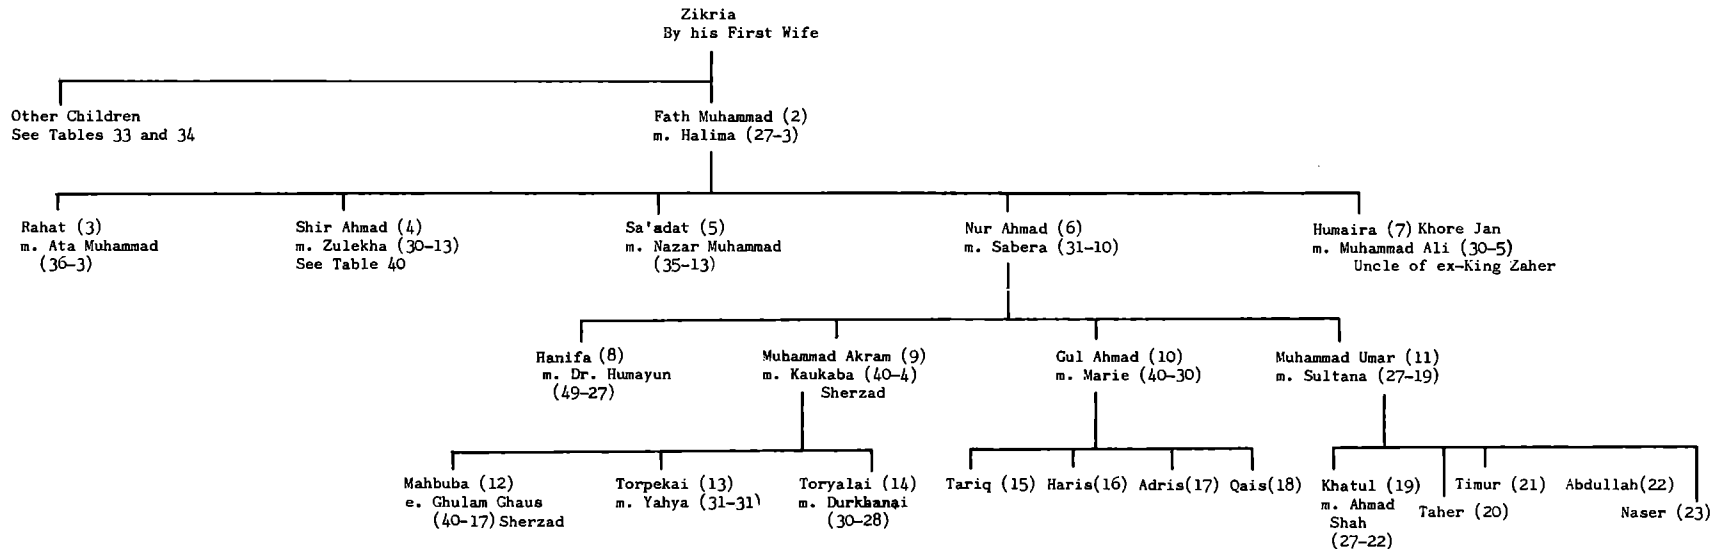 Zikria
By his First Wife
Other Children
See Tables 33 and 34
Fath Muhammad (2)
m. Halima (27-3)
Rahat (3)
m. Ata Muhammad
(36-3)
Shir Ahmad (4)
m. Zulekha (30-13)
See Table 40
Sa'adat (5)
m. Nazar Muhammad
(35-13)
Nur Ahmad (6)
m. Sabera (31-10)
Humaira (7) Khore Jan
m. Muhammad Ali (30-5)
Uncle of ex-King Zaher
Hanifa (8)
m. Dr. Humayun
(49-27)
Muhammad Akram (9)
m. Kaukaba (40-4)
Sherzad
Gul Ahmad (10)
m. Marie (40-30)
Muhammad Umar (11)
m. Sultana (27-19)
Mahbuba (12)
e. Ghulam Ghaus
(40-17) Sherzad
Torpekai (13)
m. Yahya (31-31)
Toryalai (14)
m. Durkhanai
(30-28)
Tariq (15)
Haris(16)
Adris(17)
Qais(18)
Khatul (19)
m. Ahmad
Shah
(27-22)
Taher (20)
Timur (21)
Abdullah(22)
Naser (23)